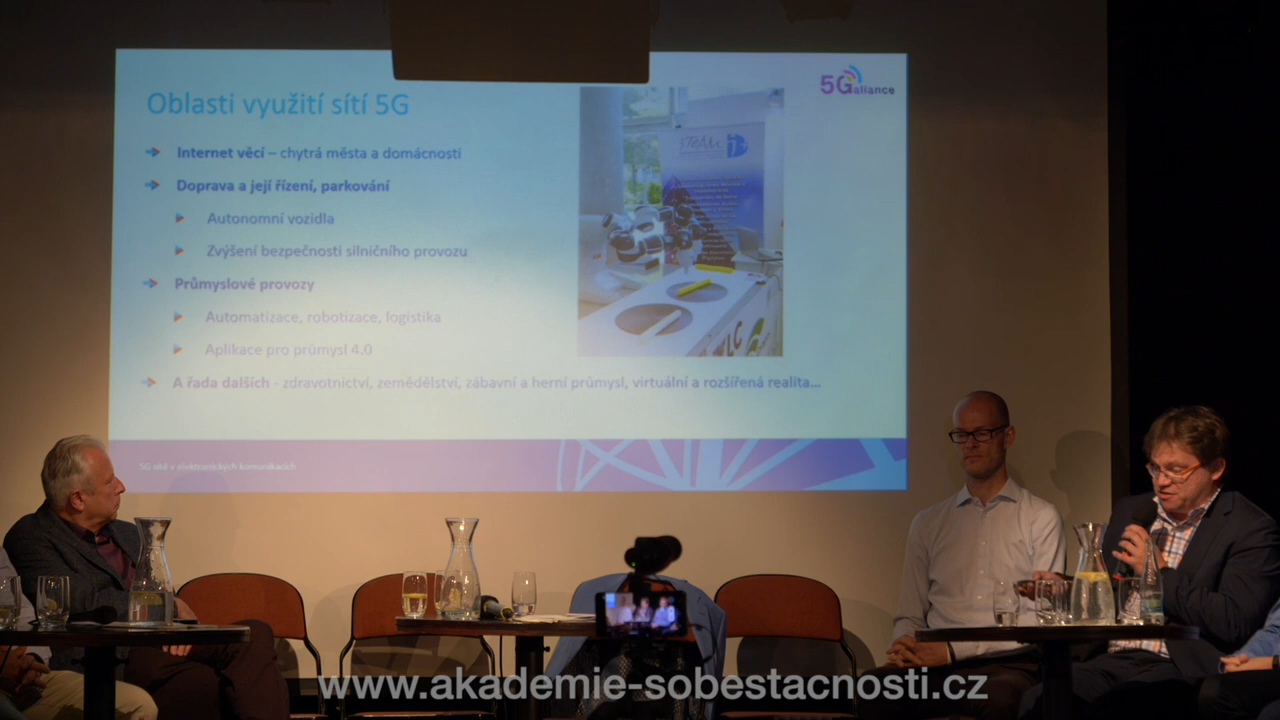 Oblasti využití sítí 5G
5Galiance
Internet věcí – chytrá města a domácnosti
Doprava a její řízení, parkování
Autonomní vozidla
Zvýšení bezpečnosti silničního provozu
Průmyslové provozy
Automatizace, robotizace, logistika
Aplikace pro průmysl 4.0
A řada dalších - zdravotnictví, zemědělství, zábavní a herní průmysl, virtuální a rozšířená realita...
5G sítě v elektronických komunikacích
www.akademie-sobestacnosti.cz